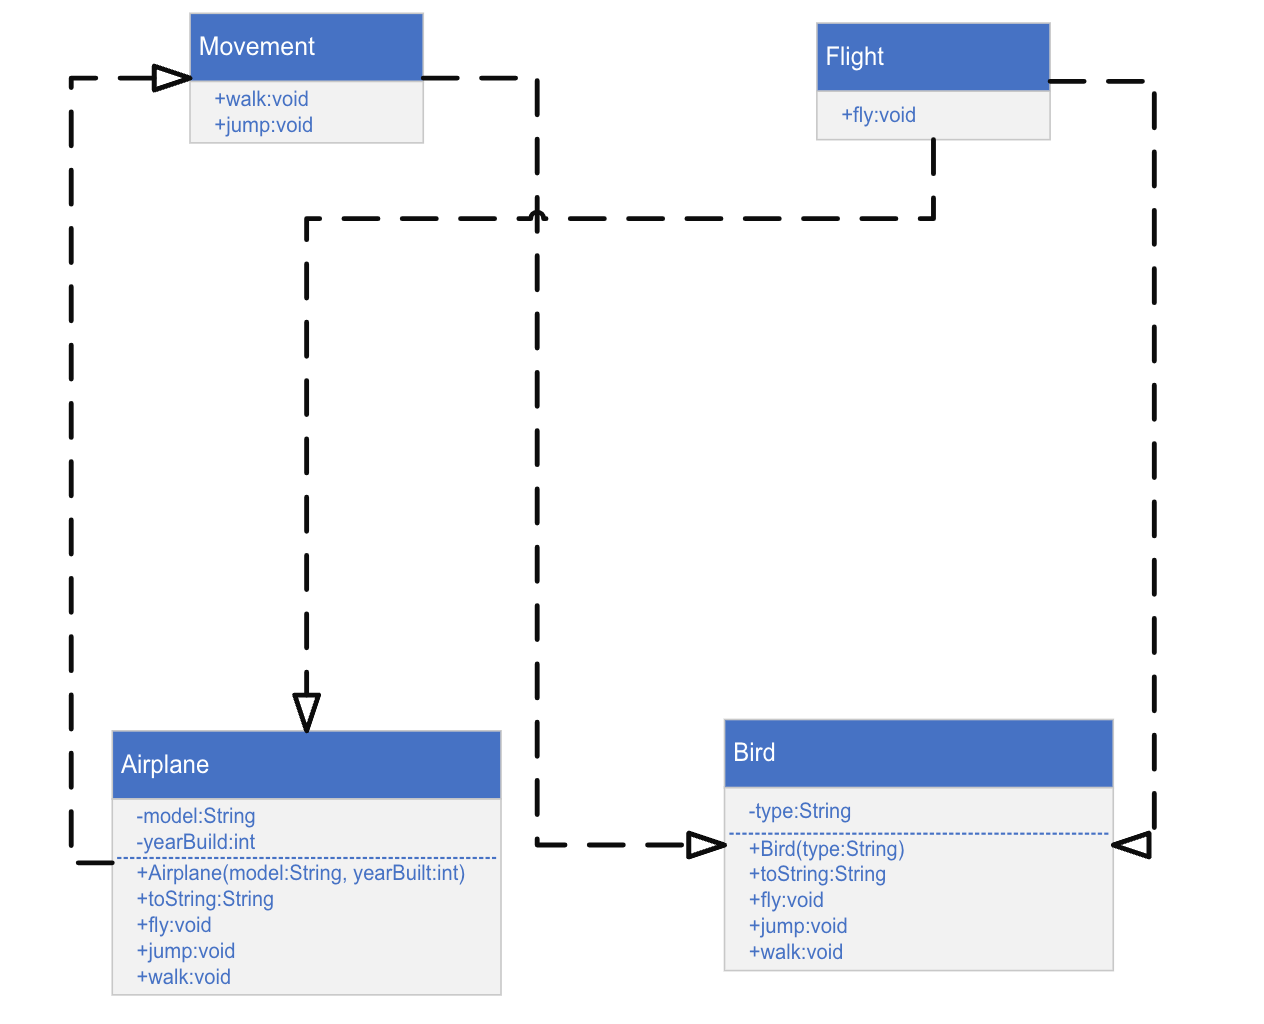 Movement
+walk:void
+jump:void
Flight
+fly:void
Airplane
-model:String
-yearBuild:int
+Airplane(model:String, yearBuilt:int)
+toString:String
+fly:void
+jump:void
+walk:void
Bird
-type:String
+Bird(type:String)
+toString:String
+fly:void
+jump:void
+walk:void